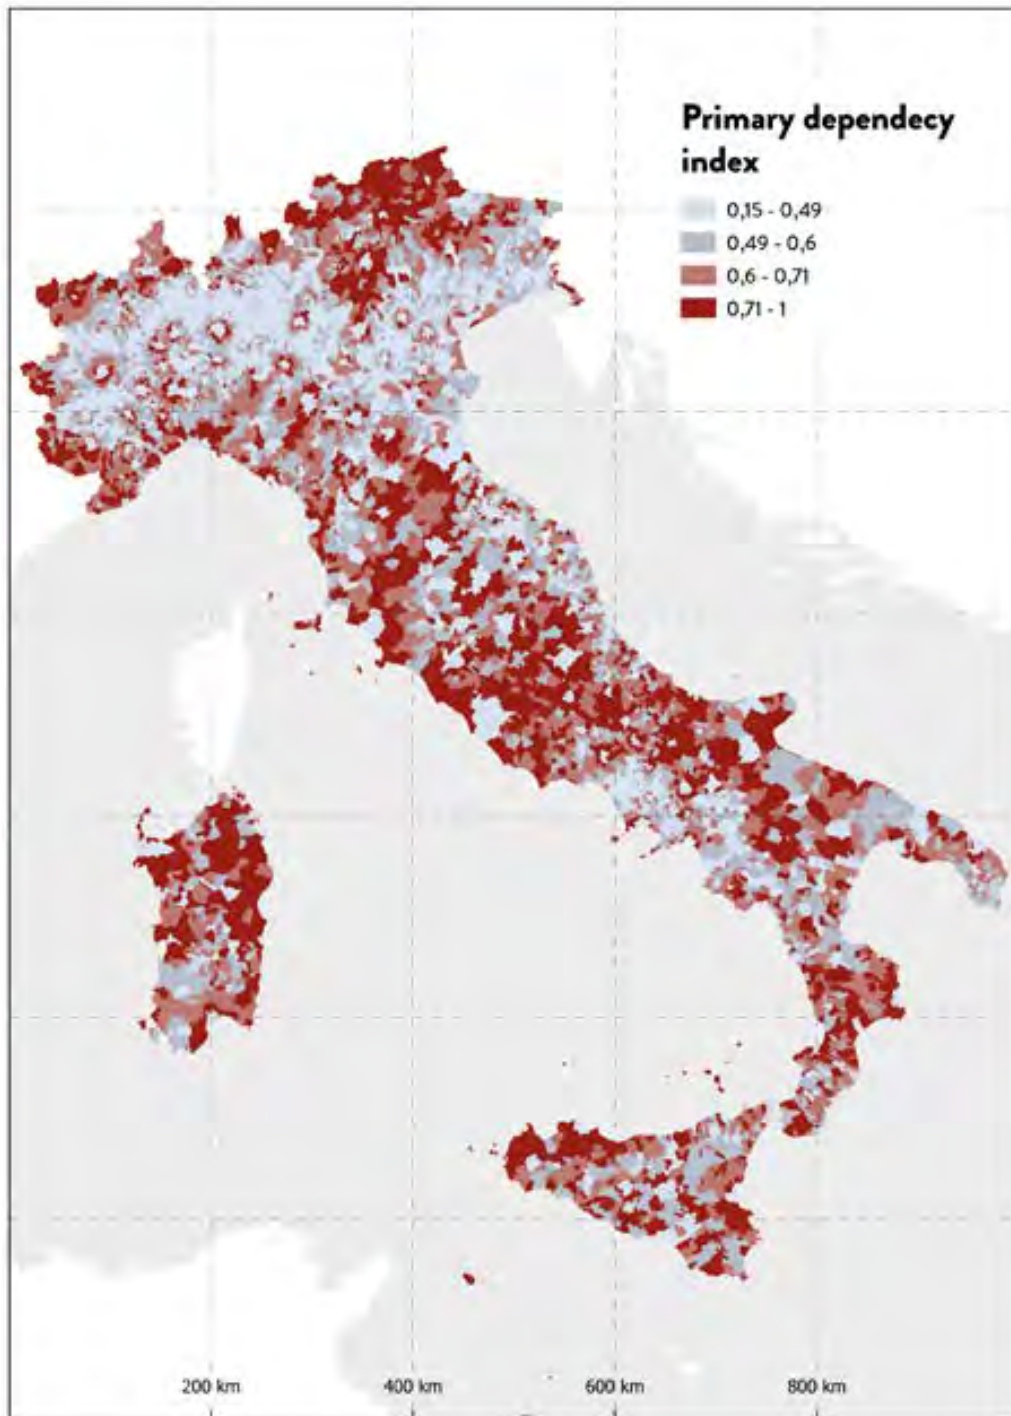 Primary dependecy
index
0,15 - 0,49
0,49 - 0,6
0,6 - 0,71
0,71 - 1
200 km
400 km
600 km
800 km